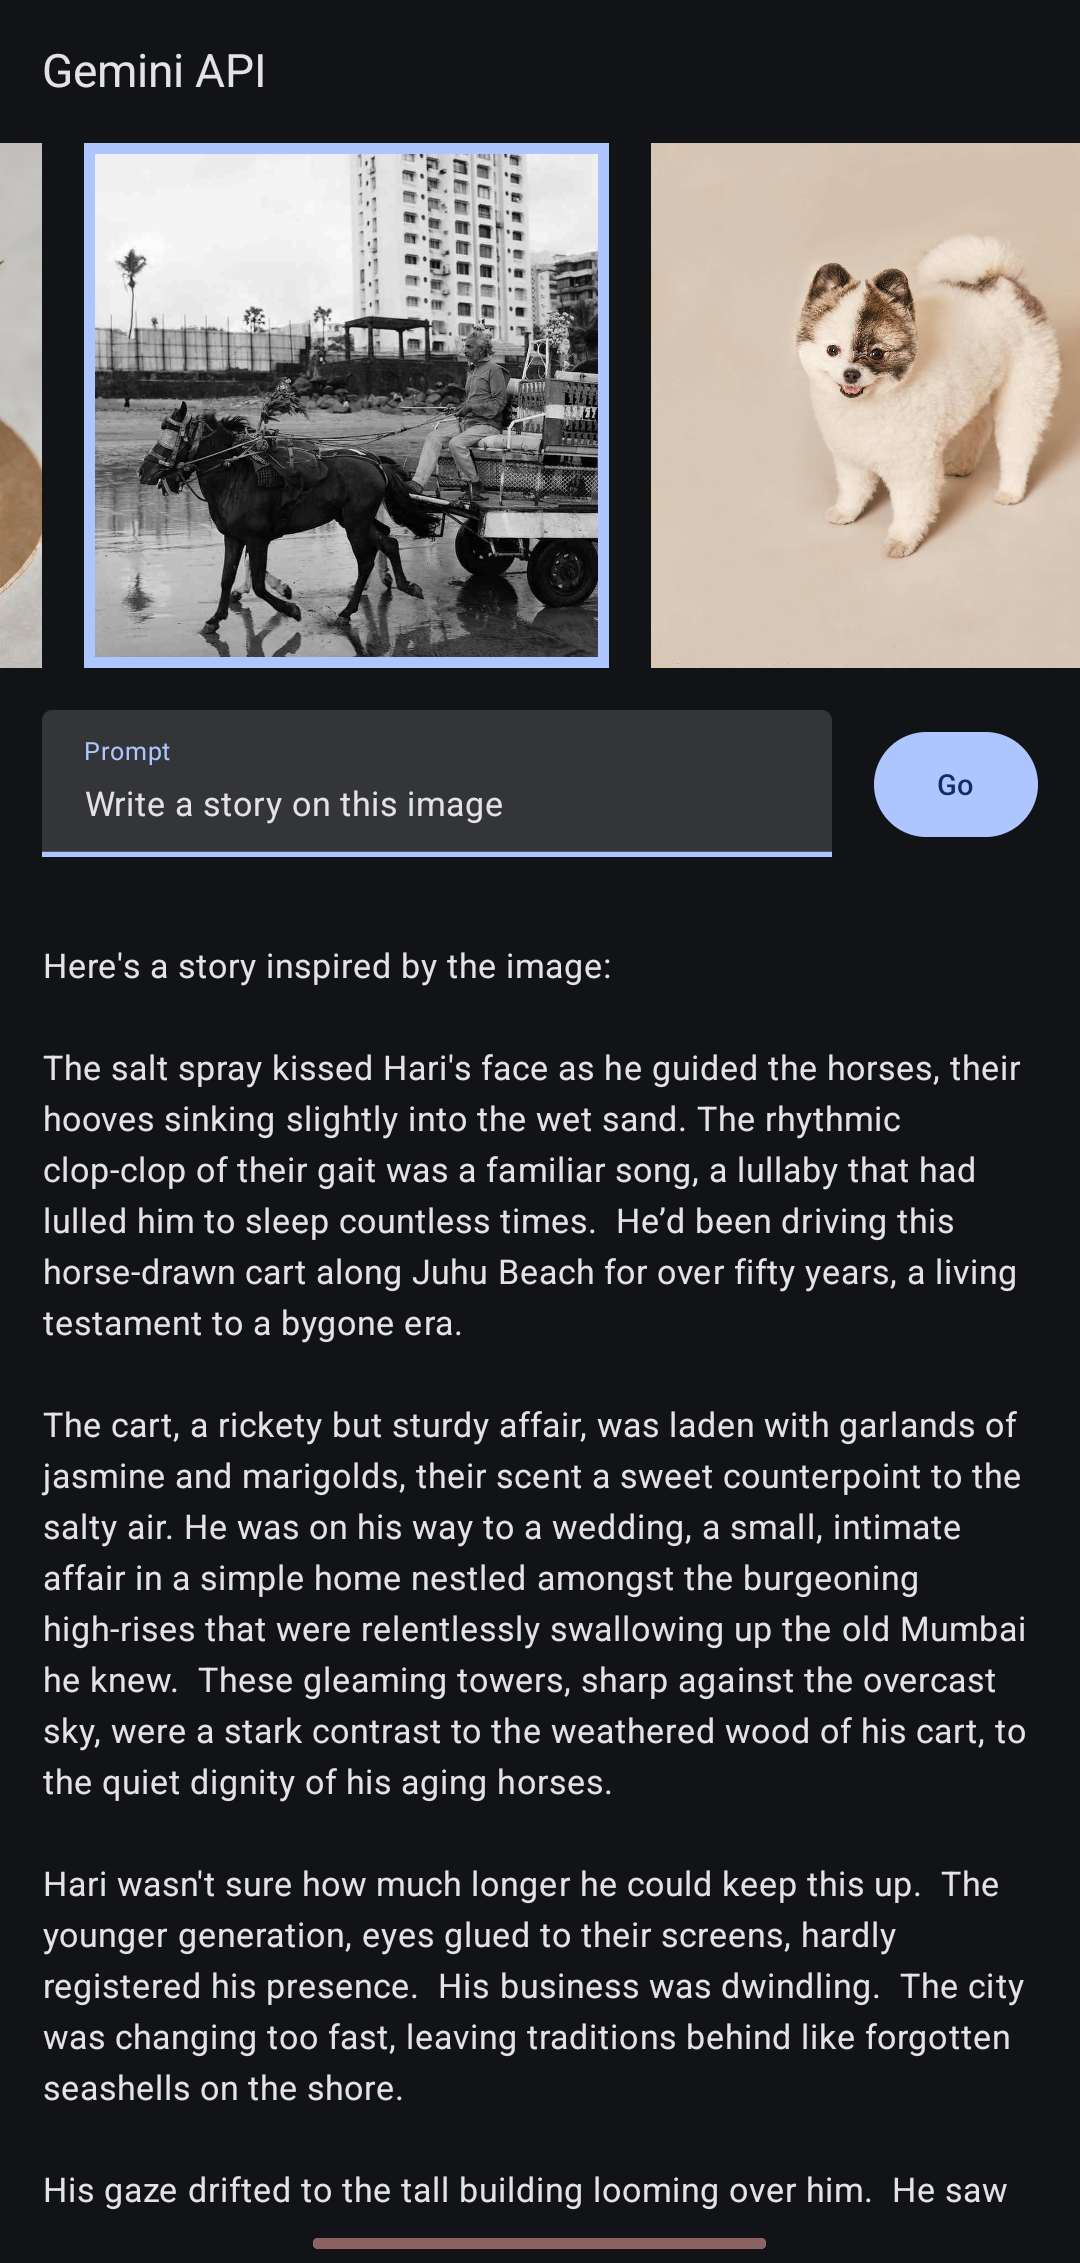 Gemini API
Prompt
Write a story on this image
Go
Here's a story inspired by the image:
The salt spray kissed Hari's face as he guided the horses, their
hooves sinking slightly into the wet sand. The rhythmic
clop-clop of their gait was a familiar song, a lullaby that had
lulled him to sleep countless times.  He’d been driving this
horse-drawn cart along Juhu Beach for over fifty years, a living
testament to a bygone era.
The cart, a rickety but sturdy affair, was laden with garlands of
jasmine and marigolds, their scent a sweet counterpoint to the
salty air. He was on his way to a wedding, a small, intimate
affair in a simple home nestled amongst the burgeoning
high-rises that were relentlessly swallowing up the old Mumbai
he knew.  These gleaming towers, sharp against the overcast
sky, were a stark contrast to the weathered wood of his cart, to
the quiet dignity of his aging horses.
Hari wasn't sure how much longer he could keep this up.  The
younger generation, eyes glued to their screens, hardly
registered his presence.  His business was dwindling.  The city
was changing too fast, leaving traditions behind like forgotten
seashells on the shore.
His gaze drifted to the tall building looming over him.  He saw